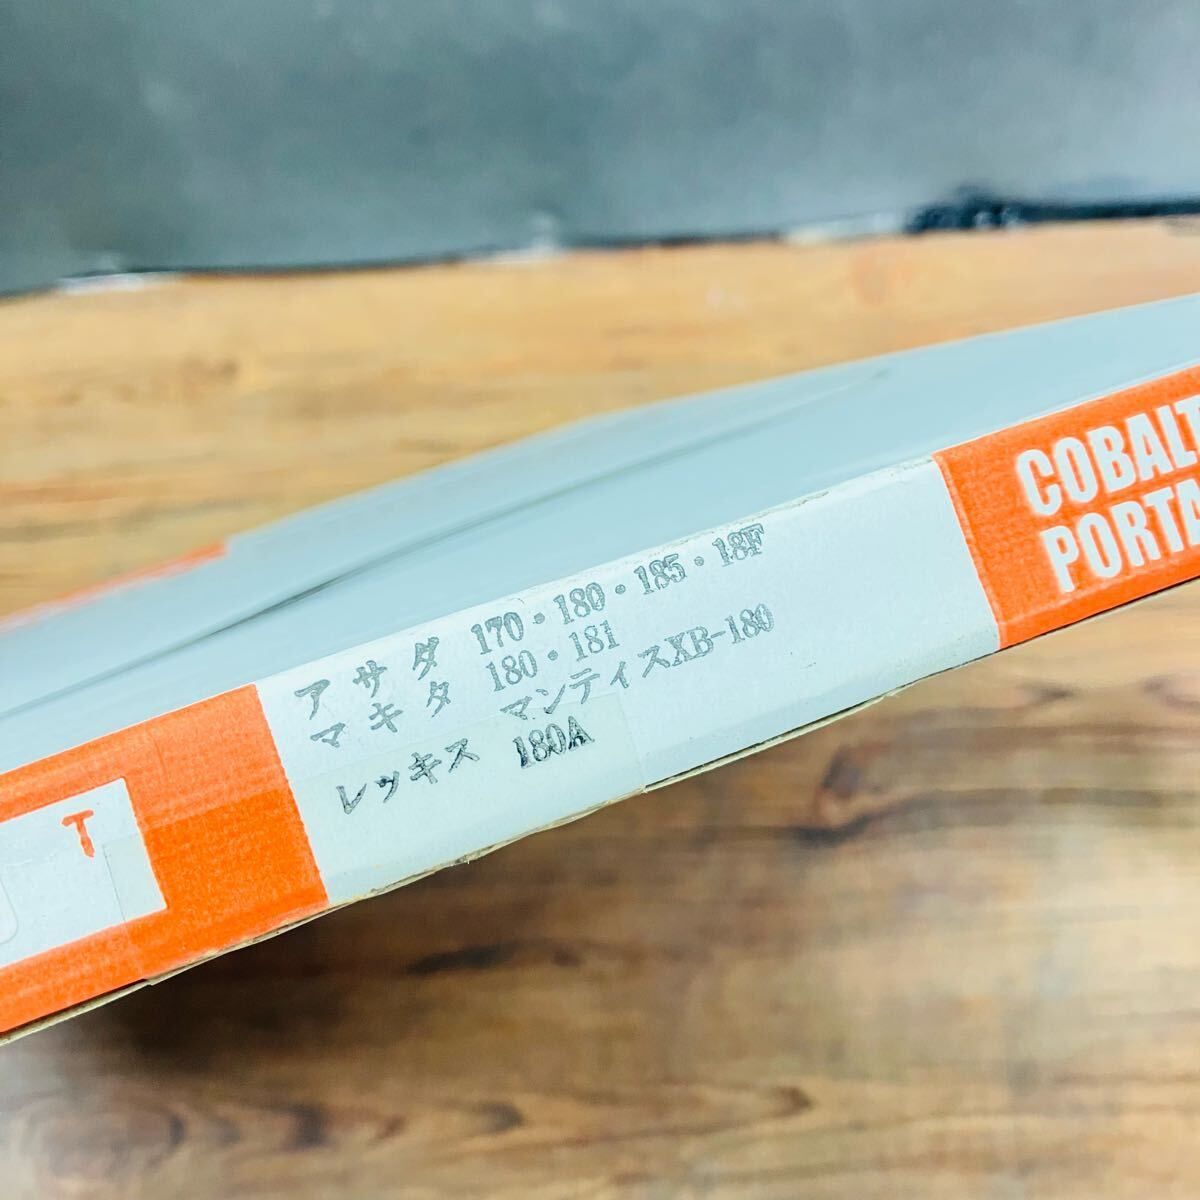 アサダ 170・180・185・18F
マキタ 180・181
レッキス マンティスXB-180
180A
COBALT
T